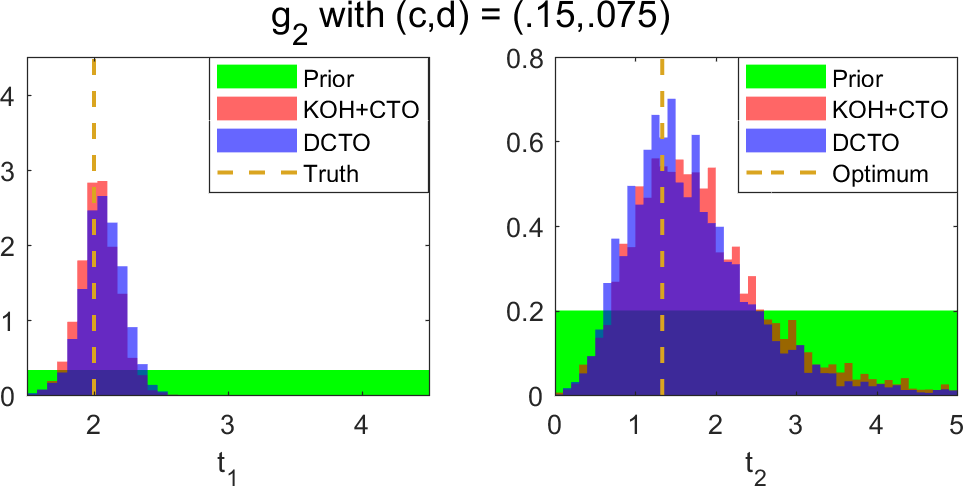 g2 with (c,d) = (.15,.075)
4
3
2
1
0
2
3
4
t1
Prior
KOH+CTO
DCTO
Truth
0.8
0.6
0.4
0.2
0
0
1
2
3
4
5
t2
Prior
KOH+CTO
DCTO
Optimum